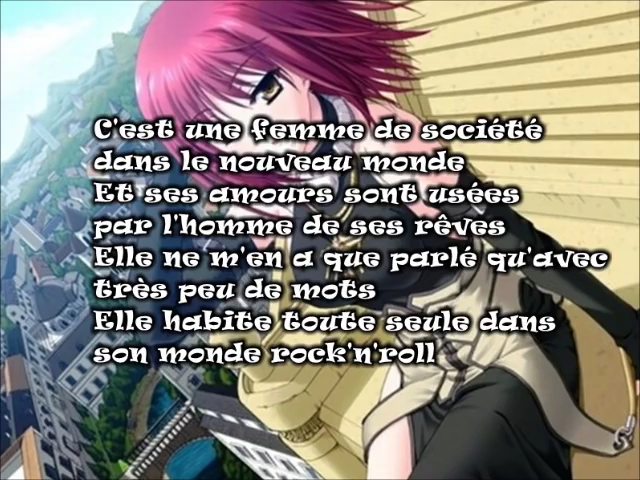 C'est une femme de société
dans le nouveau monde
Et ses amours sont usées
par l'homme de ses rêves
Elle ne m'en a que parlé qu'avec
très peu de mots
Elle habite toute seule dans
son monde rock'n'roll